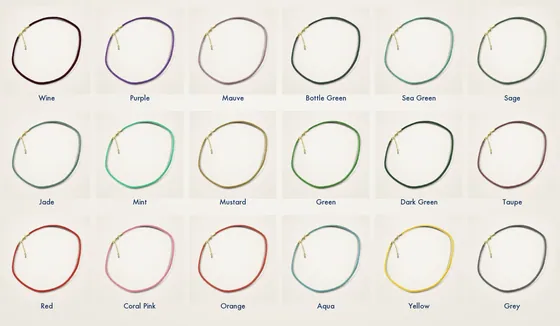 Wine
Purple
Mauve
Bottle Green
Sea Green
Sage
Jade
Mint
Mustard
Green
Dark Green
Taupe
Red
Coral Pink
Orange
Aqua
Yellow
Grey